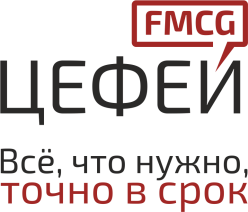 FMCG
ЦЕФЕЙ
Всё, что нужно,
точно в срок